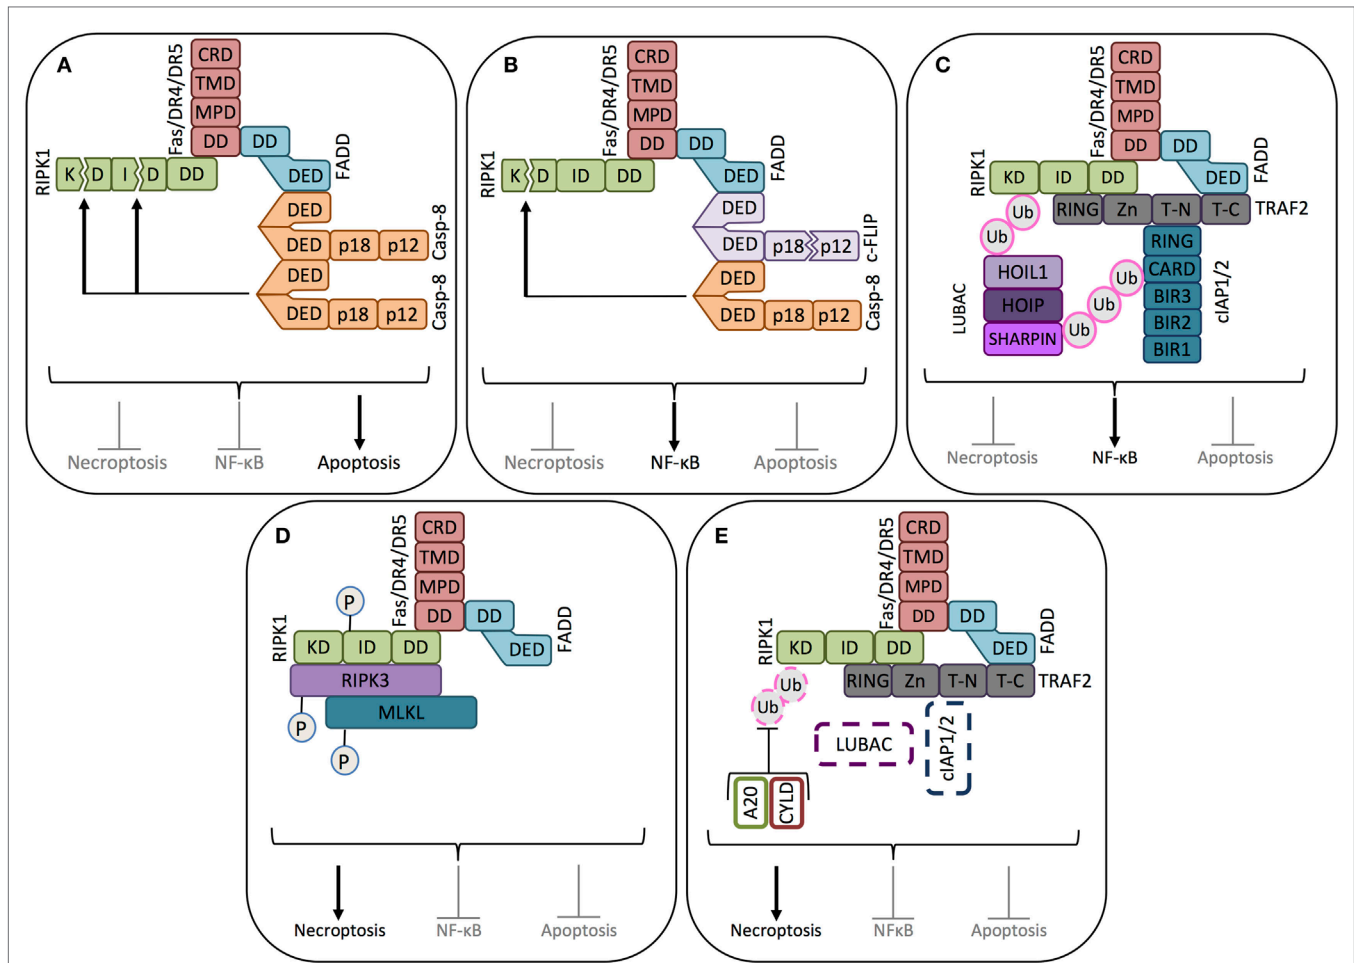 A
Fas/DR4/DR5
CRD
TMD
MPD
DD
DD
DED
FADD
RIPK1
K D I D DD
DED
DED p18 p12
Casp-8
DED
DED p18 p12
Casp-8
Necroptosis NF-κB Apoptosis
B
Fas/DR4/DR5
CRD
TMD
MPD
DD
DD
DED
FADD
RIPK1
K D ID DD
DED
DED p18 p12
c-FLIP
DED
DED p18 p12
Casp-8
Necroptosis NF-κB Apoptosis
C
Fas/DR4/DR5
CRD
TMD
MPD
DD
DD
DED
FADD
RIPK1
KD ID DD
RING Zn T-N T-C TRAF2
Ub
Ub
HOIL1
HOIP
SHARPIN
LUBAC
Ub
Ub
Ub
RING
CARD
BIR3
BIR2
BIR1
cIAP1/2
Necroptosis NF-κB Apoptosis
D
Fas/DR4/DR5
CRD
TMD
MPD
DD
DD
DED
FADD
RIPK1
P
KD ID DD
RIPK3
MLKL
P
P
Necroptosis NF-κB Apoptosis
E
Fas/DR4/DR5
CRD
TMD
MPD
DD
DD
DED
FADD
RIPK1
KD ID DD
RING Zn T-N T-C TRAF2
Ub
Ub
LUBAC
cIAP1/2
A20
CYLD
Necroptosis NFκB Apoptosis